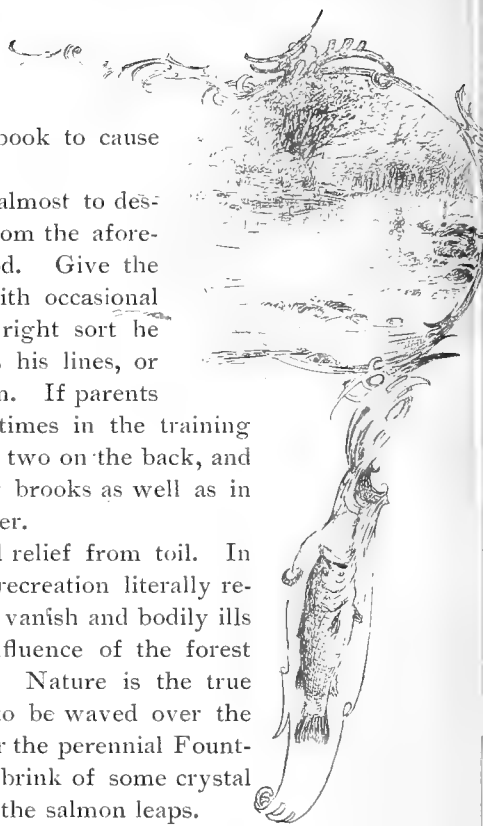 book to cause
almost to des-
om the afore-
d. Give the
ith occasional
right sort he
his lines, or
n. If parents
times in the training
two on the back, and
brooks as well as in
er.
l relief from toil. In
recreation literally re-
vanish and bodily ills
fluence of the forest
Nature is the true
to be waved over the
r the perennial Fount-
brink of some crystal
the salmon leaps.